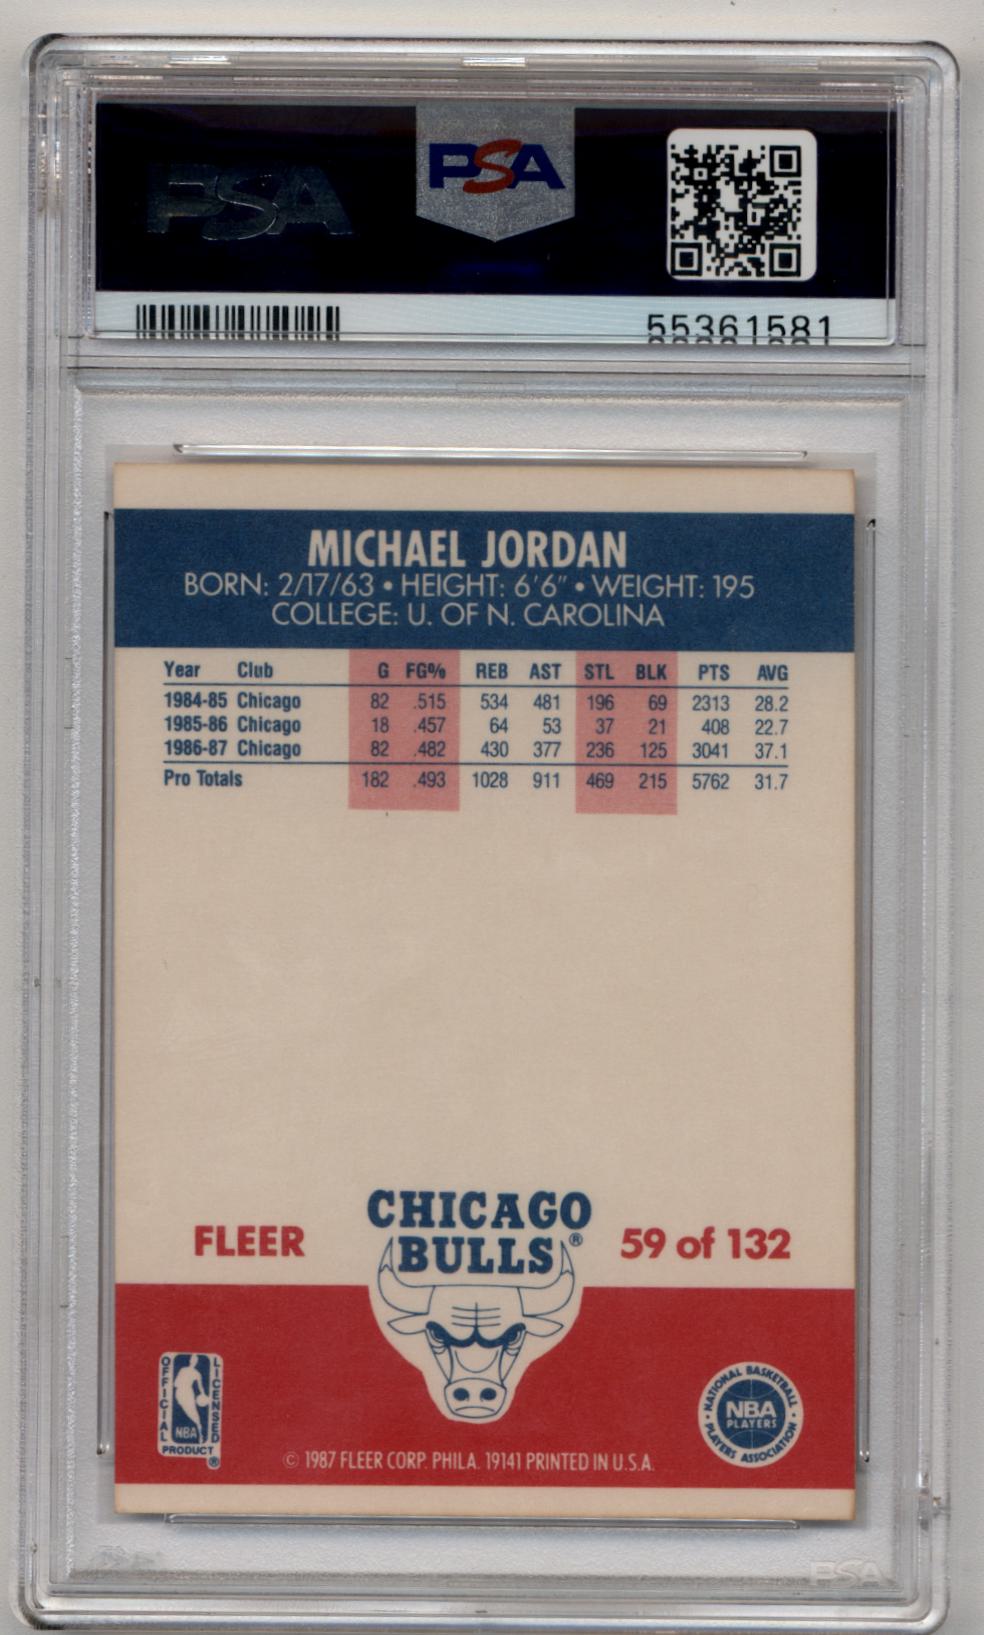 PSA
PSA
55361581
MICHAEL JORDAN
BORN: 2/17/63 • HEIGHT: 6'6" • WEIGHT: 195
COLLEGE: U. OF N. CAROLINA
Year Club G FG% REB AST STL BLK PTS AVG
1984-85 Chicago 82 .515 534 481 196 69 2313 28.2
1985-86 Chicago 18 .457 64 53 37 21 408 22.7
1986-87 Chicago 82 .482 430 377 236 125 3041 37.1
Pro Totals 182 .493 1028 911 469 215 5762 31.7
CHICAGO
BULLS®
FLEER
59 of 132
OFFICIAL
LICENSED
NBA
PRODUCT
®
NATIONAL BASKETBALL
NBA
PLAYERS
PLAYERS ASSOCIATION
© 1987 FLEER CORP. PHILA. 19141 PRINTED IN U.S.A.
PSA